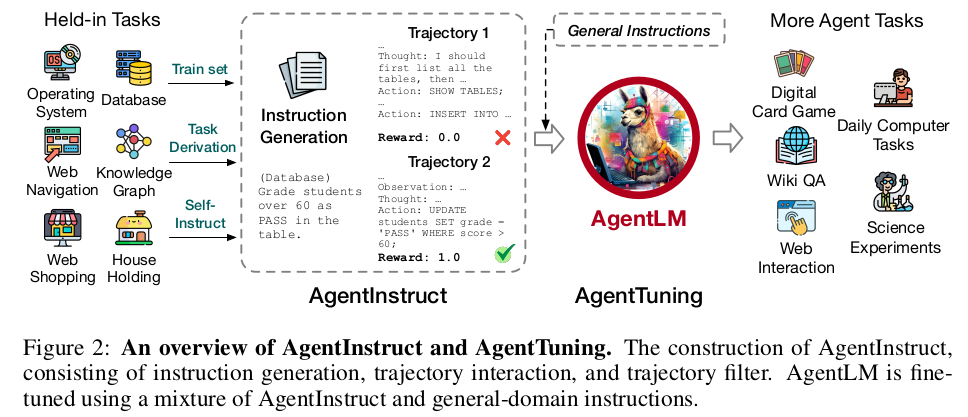 Held-in Tasks
OS
Operating
System
Database
Web
Navigation
Knowledge
Graph
Web
Shopping
House
Holding
Train set
Task
Derivation
Self-
Instruct
Instruction
Generation
(Database)
Grade students
over 60 as
PASS in the
table.
Trajectory 1
…
Thought: I should
first list all the
tables, then …
Action: SHOW TABLES;
…
Action: INSERT INTO …
Reward: 0.0
Trajectory 2
…
Observation: …
Thought: …
Action: UPDATE
students SET grade =
'PASS' WHERE score >
60;
Reward: 1.0
AgentInstruct
General Instructions
AgentLM
AgentTuning
More Agent Tasks
Digital
Card Game
Daily Computer
Tasks
Wiki QA
Science
Experiments
Web
Interaction
Figure 2: An overview of AgentInstruct and AgentTuning. The construction of AgentInstruct,
consisting of instruction generation, trajectory interaction, and trajectory filter. AgentLM is fine-
tuned using a mixture of AgentInstruct and general-domain instructions.